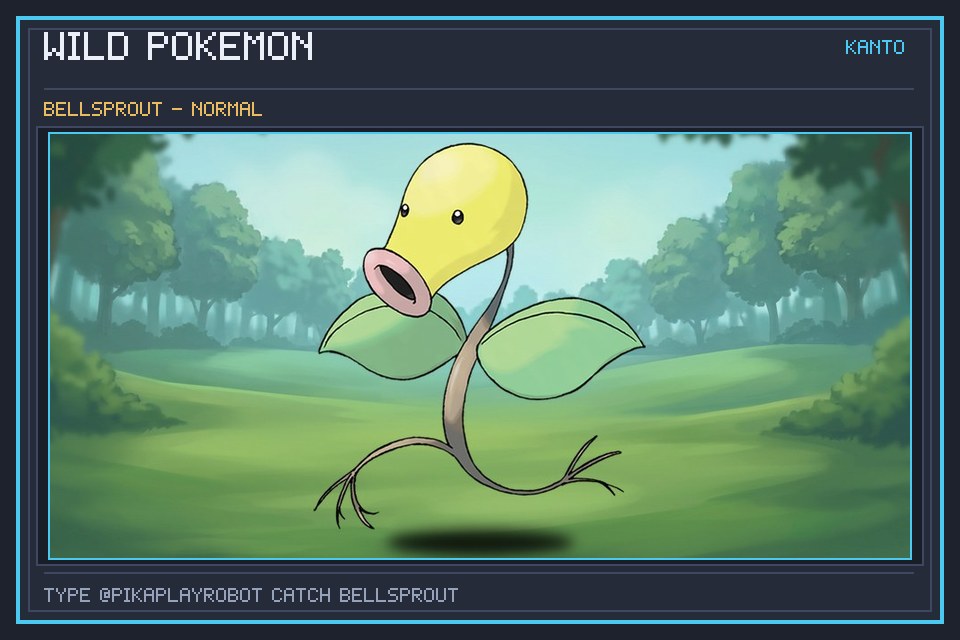 WILD POKEMON
KANTO
BELLSPROUT - NORMAL
TYPE @PIKAPLAYROBOT CATCH BELLSPROUT